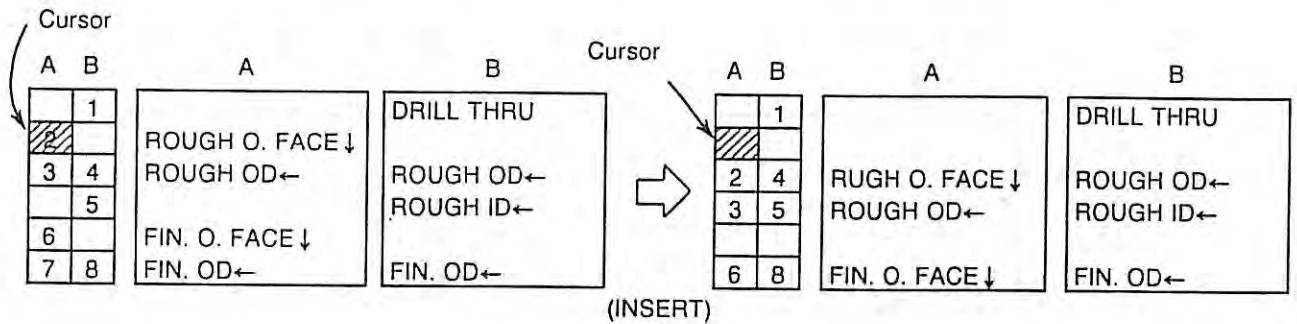 Cursor
A B A B
1 DRILL THRU
2 ROUGH O. FACE↓
3 4 ROUGH OD← ROUGH OD←
5 ROUGH ID←
6 FIN. O. FACE↓
7 8 FIN. OD← FIN. OD←
(INSERT)
Cursor
A B A B
1 DRILL THRU
2 4 RUGH O. FACE↓ ROUGH OD←
3 5 ROUGH OD← ROUGH ID←
6 8 FIN. O. FACE↓ FIN. OD←